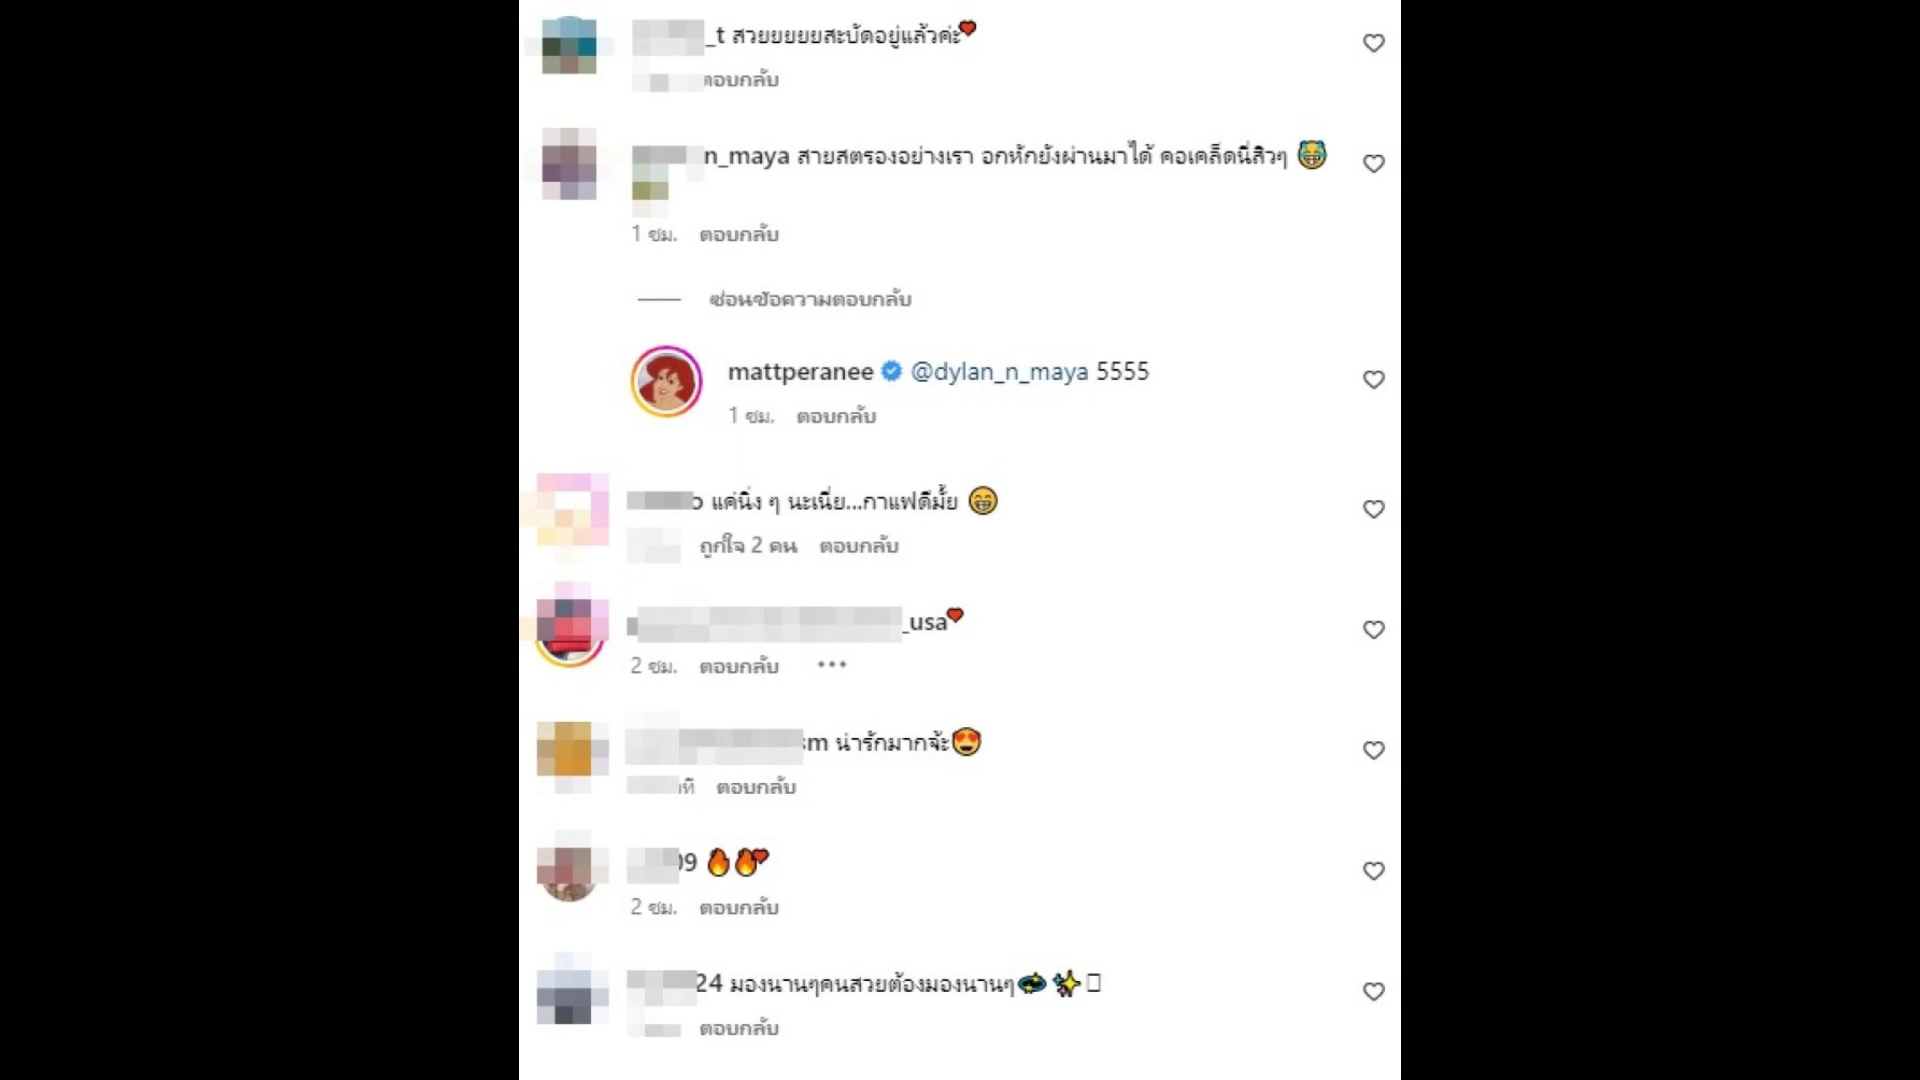 _t สวยยยยยสะบัดอยู่แล้วค่ะ
ตอบกลับ
n_maya สายสตรองอย่างเรา อกหักยังผ่านมาได้ คอเคล็ดนี่สิวๆ
1 ชม. ตอบกลับ
ซ่อนข้อความตอบกลับ
mattperanee @dylan_n_maya 5555
1 ชม. ตอบกลับ
แค่นิ่ง ๆ นะเนี่ย...กาแฟดีมั้ย
ถูกใจ 2 คน ตอบกลับ
_usa
2 ชม. ตอบกลับ
น่ารักมากจ้ะ
ตอบกลับ
09
2 ชม. ตอบกลับ
24 มองนานๆคนสวยต้องมองนานๆ
ตอบกลับ